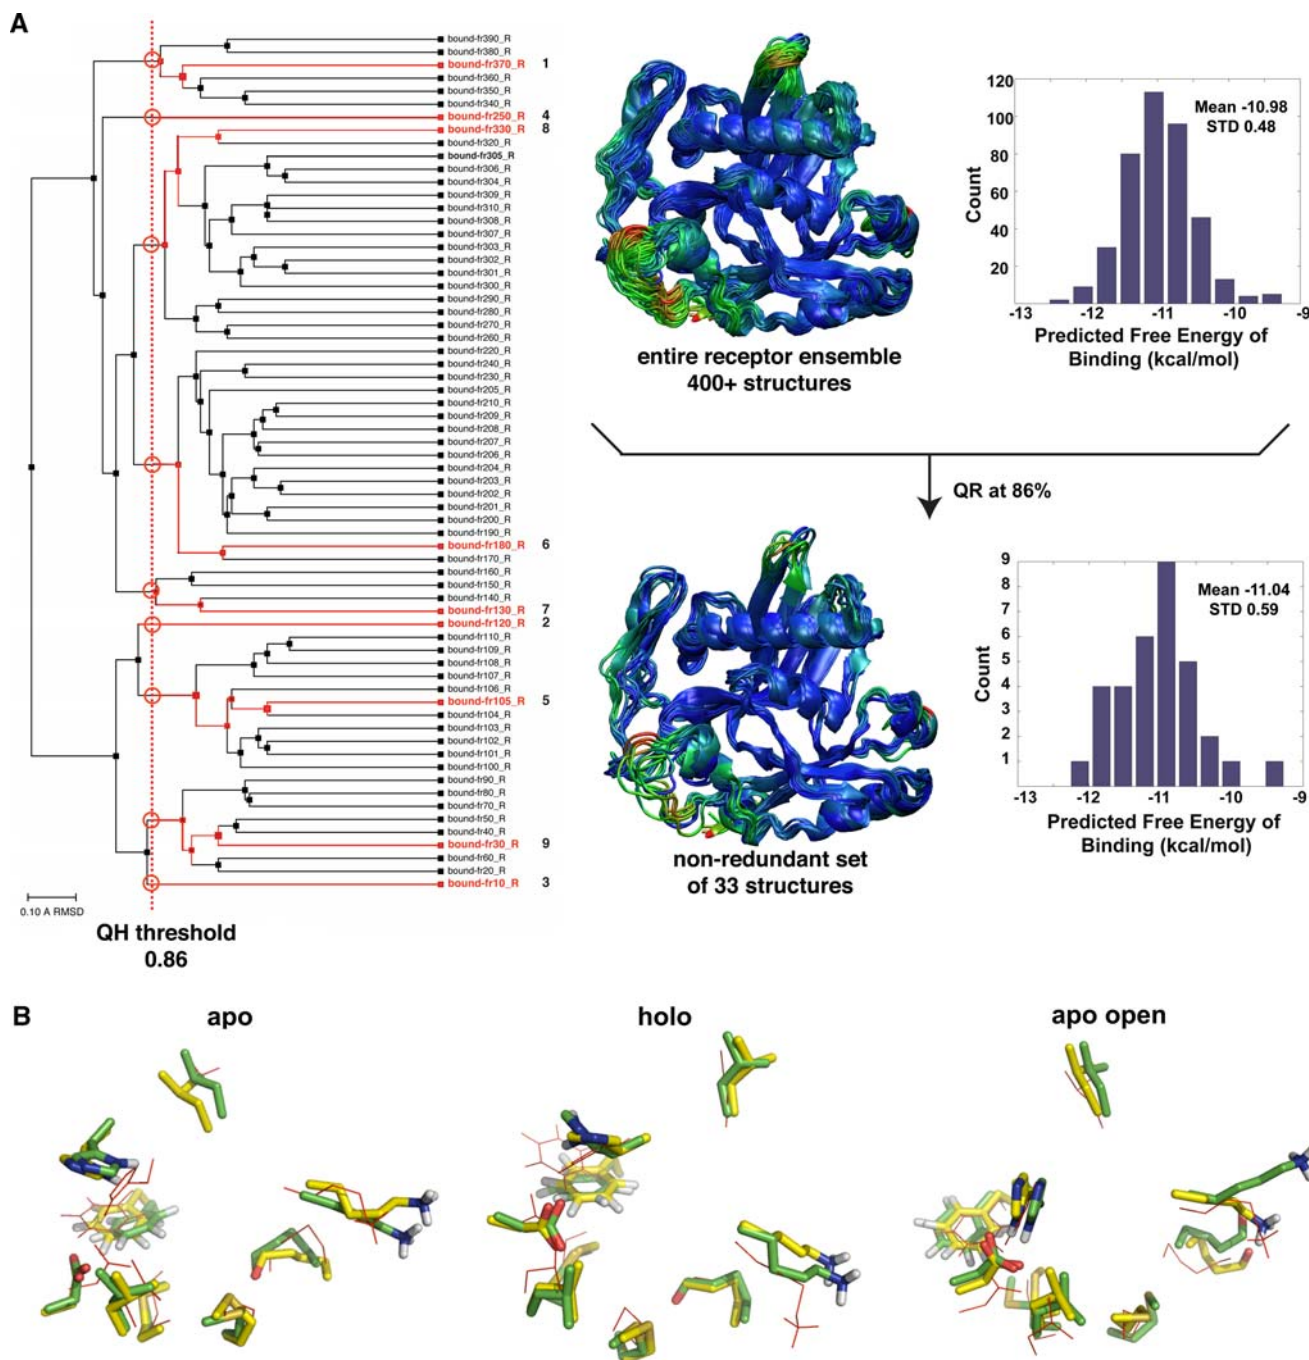 A
bound-fr390_R
bound-fr380_R
bound-fr370_R 1
bound-fr360_R
bound-fr350_R
bound-fr340_R
bound-fr250_R 4
bound-fr330_R 8
bound-fr320_R
bound-fr305_R
bound-fr306_R
bound-fr304_R
bound-fr309_R
bound-fr310_R
bound-fr308_R
bound-fr307_R
bound-fr303_R
bound-fr302_R
bound-fr301_R
bound-fr300_R
bound-fr290_R
bound-fr280_R
bound-fr270_R
bound-fr260_R
bound-fr220_R
bound-fr240_R
bound-fr230_R
bound-fr205_R
bound-fr210_R
bound-fr209_R
bound-fr208_R
bound-fr207_R
bound-fr206_R
bound-fr204_R
bound-fr203_R
bound-fr202_R
bound-fr201_R
bound-fr200_R
bound-fr190_R
bound-fr180_R 6
bound-fr170_R
bound-fr160_R
bound-fr150_R
bound-fr140_R
bound-fr130_R 7
bound-fr120_R 2
bound-fr110_R
bound-fr109_R
bound-fr108_R
bound-fr107_R
bound-fr106_R
bound-fr105_R 5
bound-fr104_R
bound-fr103_R
bound-fr102_R
bound-fr101_R
bound-fr100_R
bound-fr90_R
bound-fr80_R
bound-fr70_R
bound-fr50_R
bound-fr40_R
bound-fr30_R 9
bound-fr60_R
bound-fr20_R
bound-fr10_R 3
0.10 A RMSD
QH threshold
0.86
entire receptor ensemble
400+ structures
120
100
80
60
40
20
Count
Mean -10.98
STD 0.48
-13 -12 -11 -10 -9
Predicted Free Energy of
Binding (kcal/mol)
QR at 86%
non-redundant set
of 33 structures
9
8
7
6
5
4
3
2
1
Count
Mean -11.04
STD 0.59
-13 -12 -11 -10 -9
Predicted Free Energy of
Binding (kcal/mol)
B
apo
holo
apo open